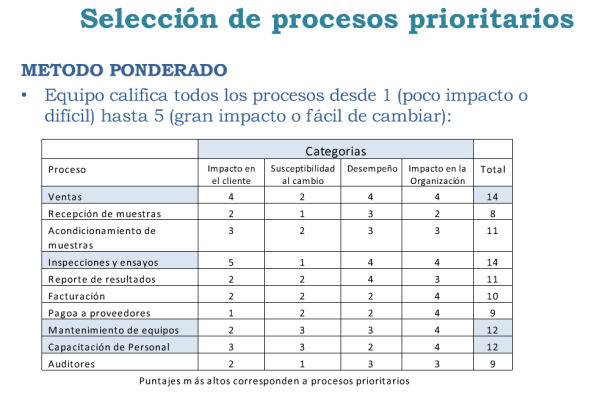 Selección de procesos prioritarios
METODO PONDERADO
• Equipo califica todos los procesos desde 1 (poco impacto o
difícil) hasta 5 (gran impacto o fácil de cambiar):
Categorias
Proceso Impacto en el cliente Susceptibilidad al cambio Desempeño Impacto en la Organización Total
Ventas 4 2 4 4 14
Recepción de muestras 2 1 3 2 8
Acondicionamiento de muestras 3 2 3 3 11
Inspecciones y ensayos 5 1 4 4 14
Reporte de resultados 2 2 4 3 11
Facturación 2 2 2 4 10
Pagoa a proveedores 1 2 2 4 9
Mantenimiento de equipos 2 3 3 4 12
Capacitación de Personal 3 3 2 4 12
Auditores 2 1 3 3 9
Puntajes más altos corresponden a procesos prioritarios